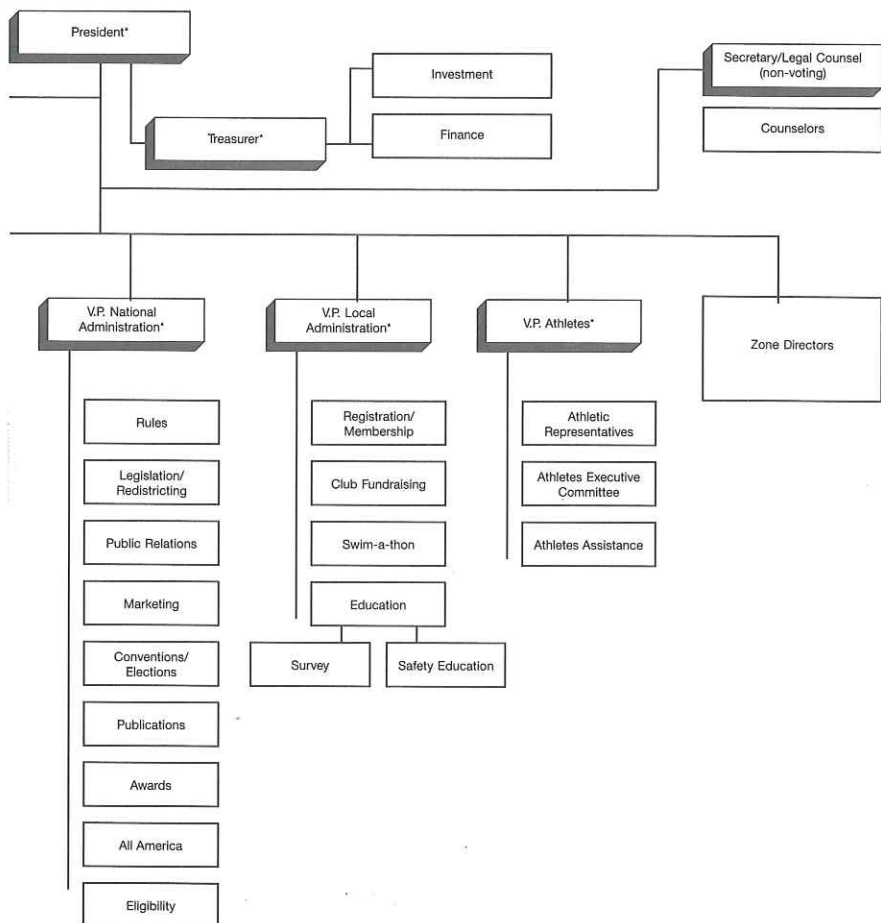 President*
Investment
Secretary/Legal Counsel
(non-voting)
Treasurer*
Finance
Counselors
V.P. National
Administration*
V.P. Local
Administration*
V.P. Athletes*
Zone Directors
Rules
Legislation/
Redistricting
Public Relations
Marketing
Conventions/
Elections
Publications
Awards
All America
Eligibility
Registration/
Membership
Club Fundraising
Swim-a-thon
Education
Survey
Safety Education
Athletic
Representatives
Athletes Executive
Committee
Athletes Assistance